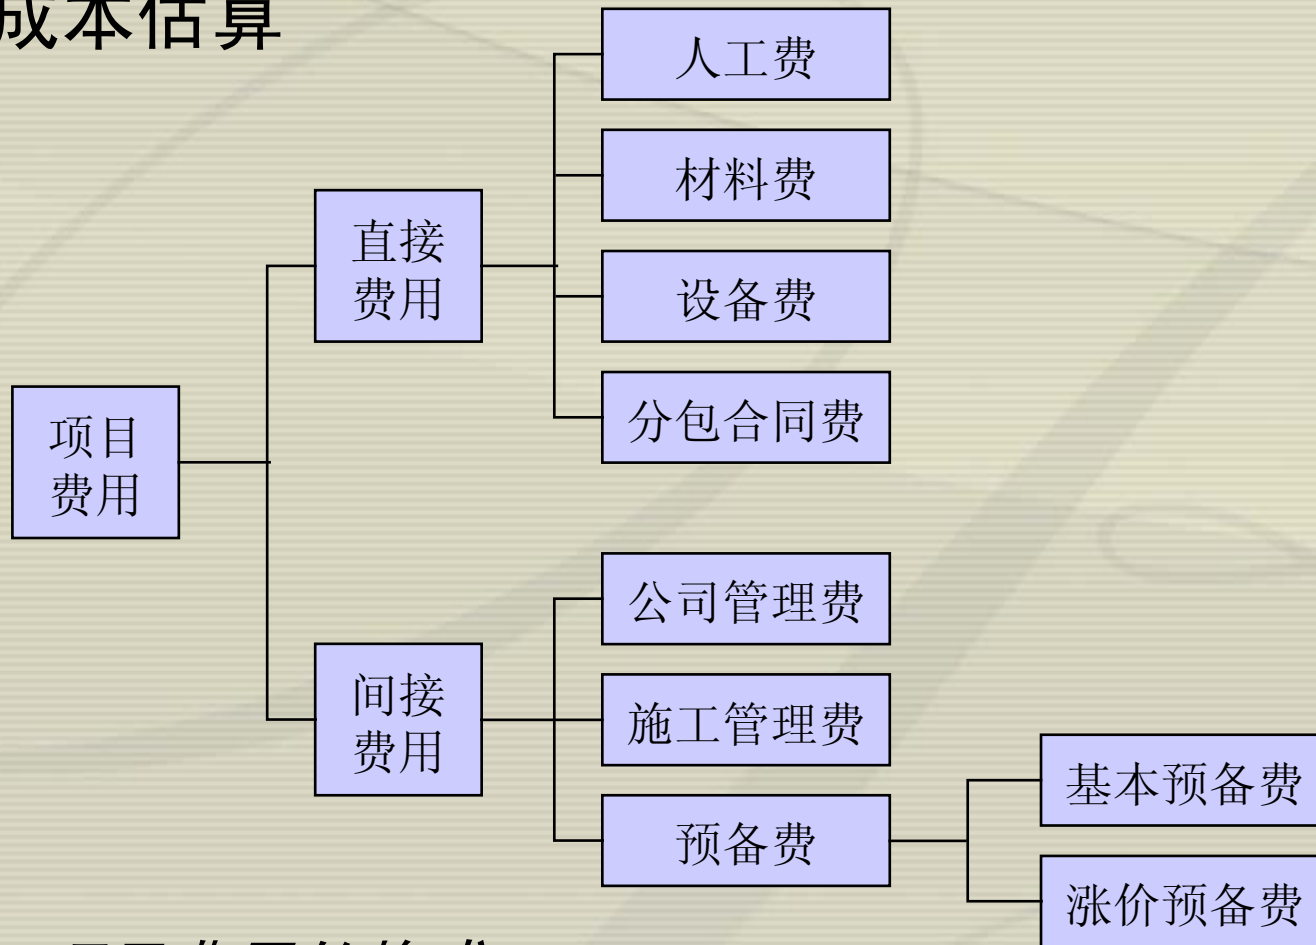 成本估算
人工费
材料费
直接
费用
设备费
分包合同费
项目
费用
公司管理费
施工管理费
间接
费用
预备费
基本预备费
涨价预备费